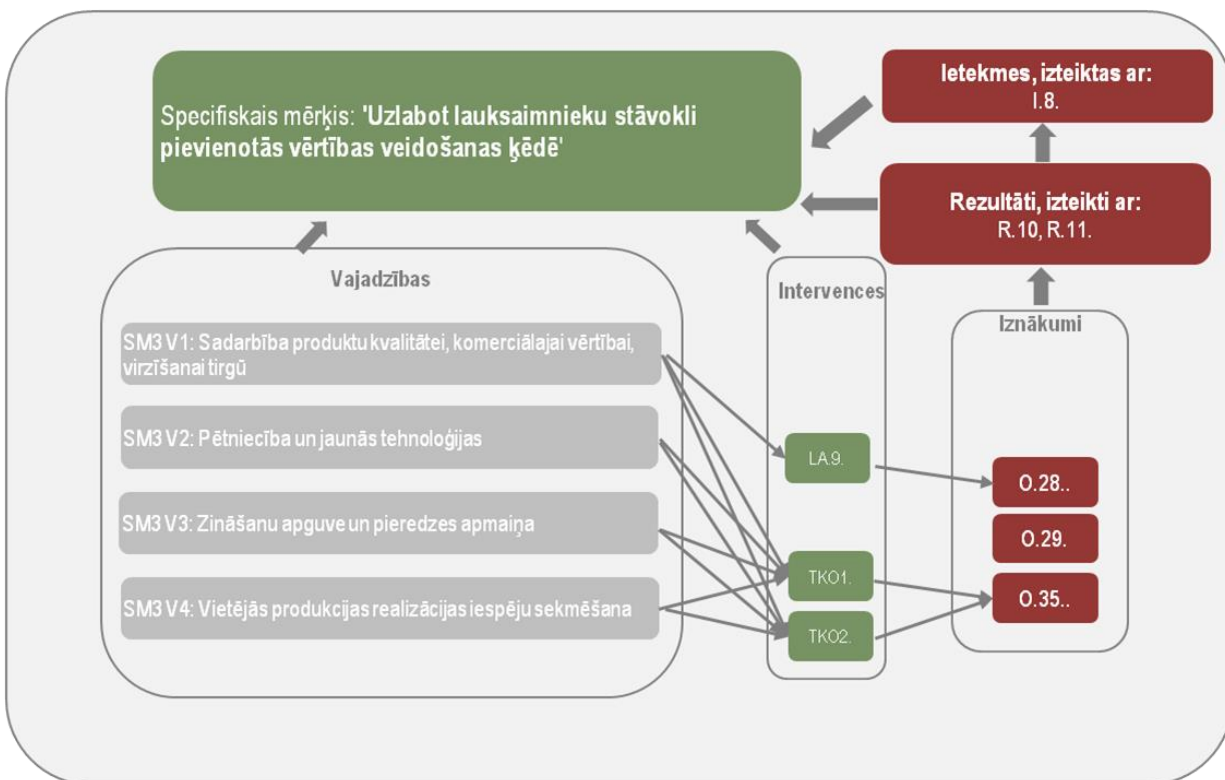 Specifiskais mērķis: 'Uzlabot lauksaimnieku stāvokli
pievienotās vērtības veidošanas ķēdē'
Ietekmes, izteiktas ar:
I.8.
Rezultāti, izteikti ar:
R.10, R.11.
Vajadzības
SM3 V1: Sadarbība produktu kvalitātei, komerciālajai vērtībai,
virzīšanai tirgū
SM3 V2: Pētniecība un jaunās tehnoloģijas
SM3 V3: Zināšanu apguve un pieredzes apmaiņa
SM3 V4: Vietējās produkcijas realizācijas iespēju sekmēšana
Intervences
LA.9.
TKO1.
TKO2.
Iznākumi
O.28..
O.29.
O.35..